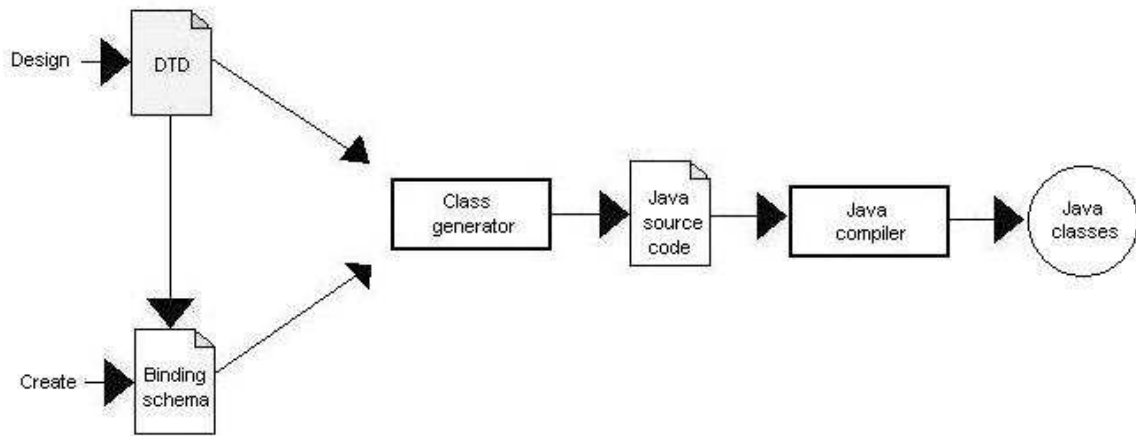 Design
DTD
Class
generator
Java
source
code
Java
compiler
Java
classes
Create
Binding
schema